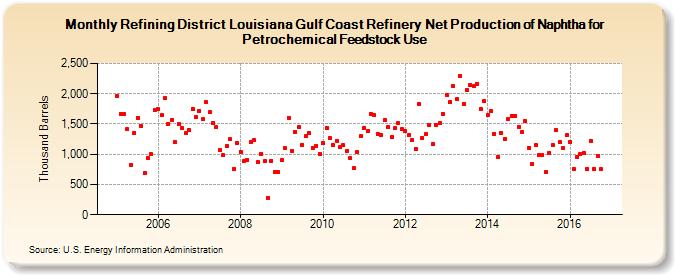 Monthly Refining District Louisiana Gulf Coast Refinery Net Production of Naphtha for
Petrochemical Feedstock Use
Thousand Barrels
2,500
2,000
1,500
1,000
500
0
2006 2008 2010 2012 2014 2016
Source: U.S. Energy Information Administration